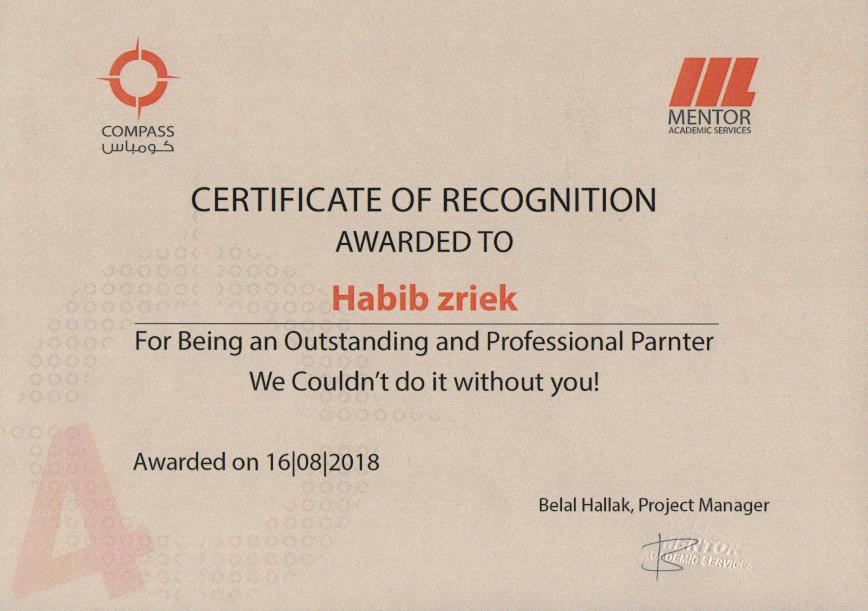 COMPASS
كومباس
MENTOR
ACADEMIC SERVICES
CERTIFICATE OF RECOGNITION
AWARDED TO
Habib zriek
For Being an Outstanding and Professional Parnter
We Couldn't do it without you!
Awarded on 16|08|2018
Belal Hallak, Project Manager
MENTOR
ACADEMIC SERVICES
4